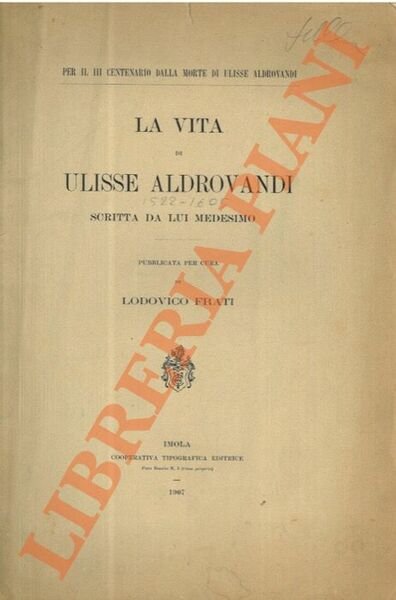 PER IL III CENTENARIO DALLA MORTE DI ULISSE ALDROVANDI
LA VITA
DI
ULISSE ALDROVANDI
1522-1605
SCRITTA DA LUI MEDESIMO
PUBBLICATA PER CURA
DI
LODOVICO FRATI
IMOLA
COOPERATIVA TIPOGRAFICA EDITRICE
1907
LIBRERIA PIANI